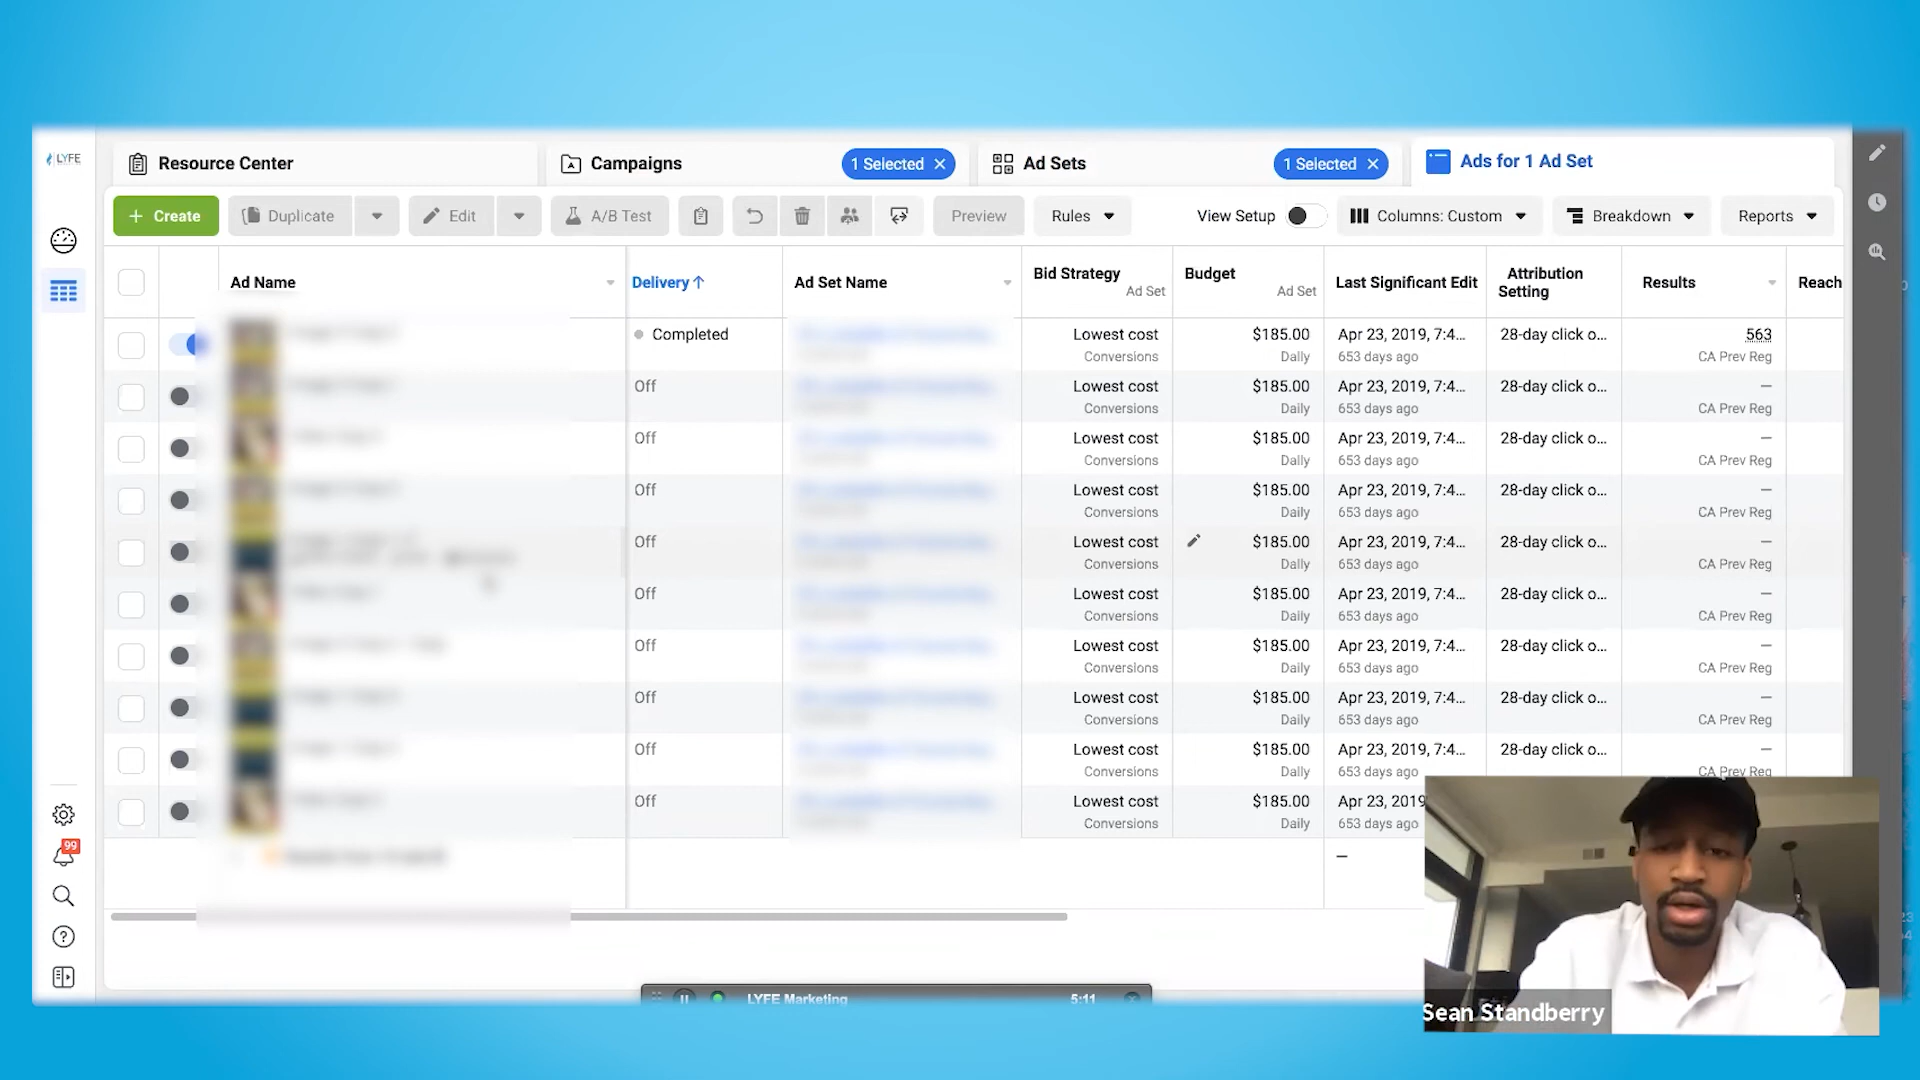 LYFE
Resource Center
Campaigns
1 Selected
Ad Sets
1 Selected
Ads for 1 Ad Set
+ Create
Duplicate
Edit
A/B Test
Preview
Rules
View Setup
Columns: Custom
Breakdown
Reports
Ad Name
Delivery ↑
Ad Set Name
Bid Strategy
Ad Set
Budget
Ad Set
Last Significant Edit
Attribution
Setting
Results
Reach
Completed
Lowest cost
Conversions
$185.00
Daily
Apr 23, 2019, 7:4...
653 days ago
28-day click o...
563
CA Prev Reg
Off
Lowest cost
Conversions
$185.00
Daily
Apr 23, 2019, 7:4...
653 days ago
28-day click o...
—
CA Prev Reg
Off
Lowest cost
Conversions
$185.00
Daily
Apr 23, 2019, 7:4...
653 days ago
28-day click o...
—
CA Prev Reg
Off
Lowest cost
Conversions
$185.00
Daily
Apr 23, 2019, 7:4...
653 days ago
28-day click o...
—
CA Prev Reg
Off
Lowest cost
Conversions
$185.00
Daily
Apr 23, 2019, 7:4...
653 days ago
28-day click o...
—
CA Prev Reg
Off
Lowest cost
Conversions
$185.00
Daily
Apr 23, 2019, 7:4...
653 days ago
28-day click o...
—
CA Prev Reg
Off
Lowest cost
Conversions
$185.00
Daily
Apr 23, 2019, 7:4...
653 days ago
28-day click o...
—
CA Prev Reg
Off
Lowest cost
Conversions
$185.00
Daily
Apr 23, 2019, 7:4...
653 days ago
28-day click o...
—
CA Prev Reg
Off
Lowest cost
Conversions
$185.00
Daily
Apr 23, 2019, 7:4...
653 days ago
28-day click o...
—
CA Prev Reg
Off
Lowest cost
Conversions
$185.00
Daily
Apr 23, 2019
653 days ago
—
99
LYFE Marketing
5:11
Sean Standberry